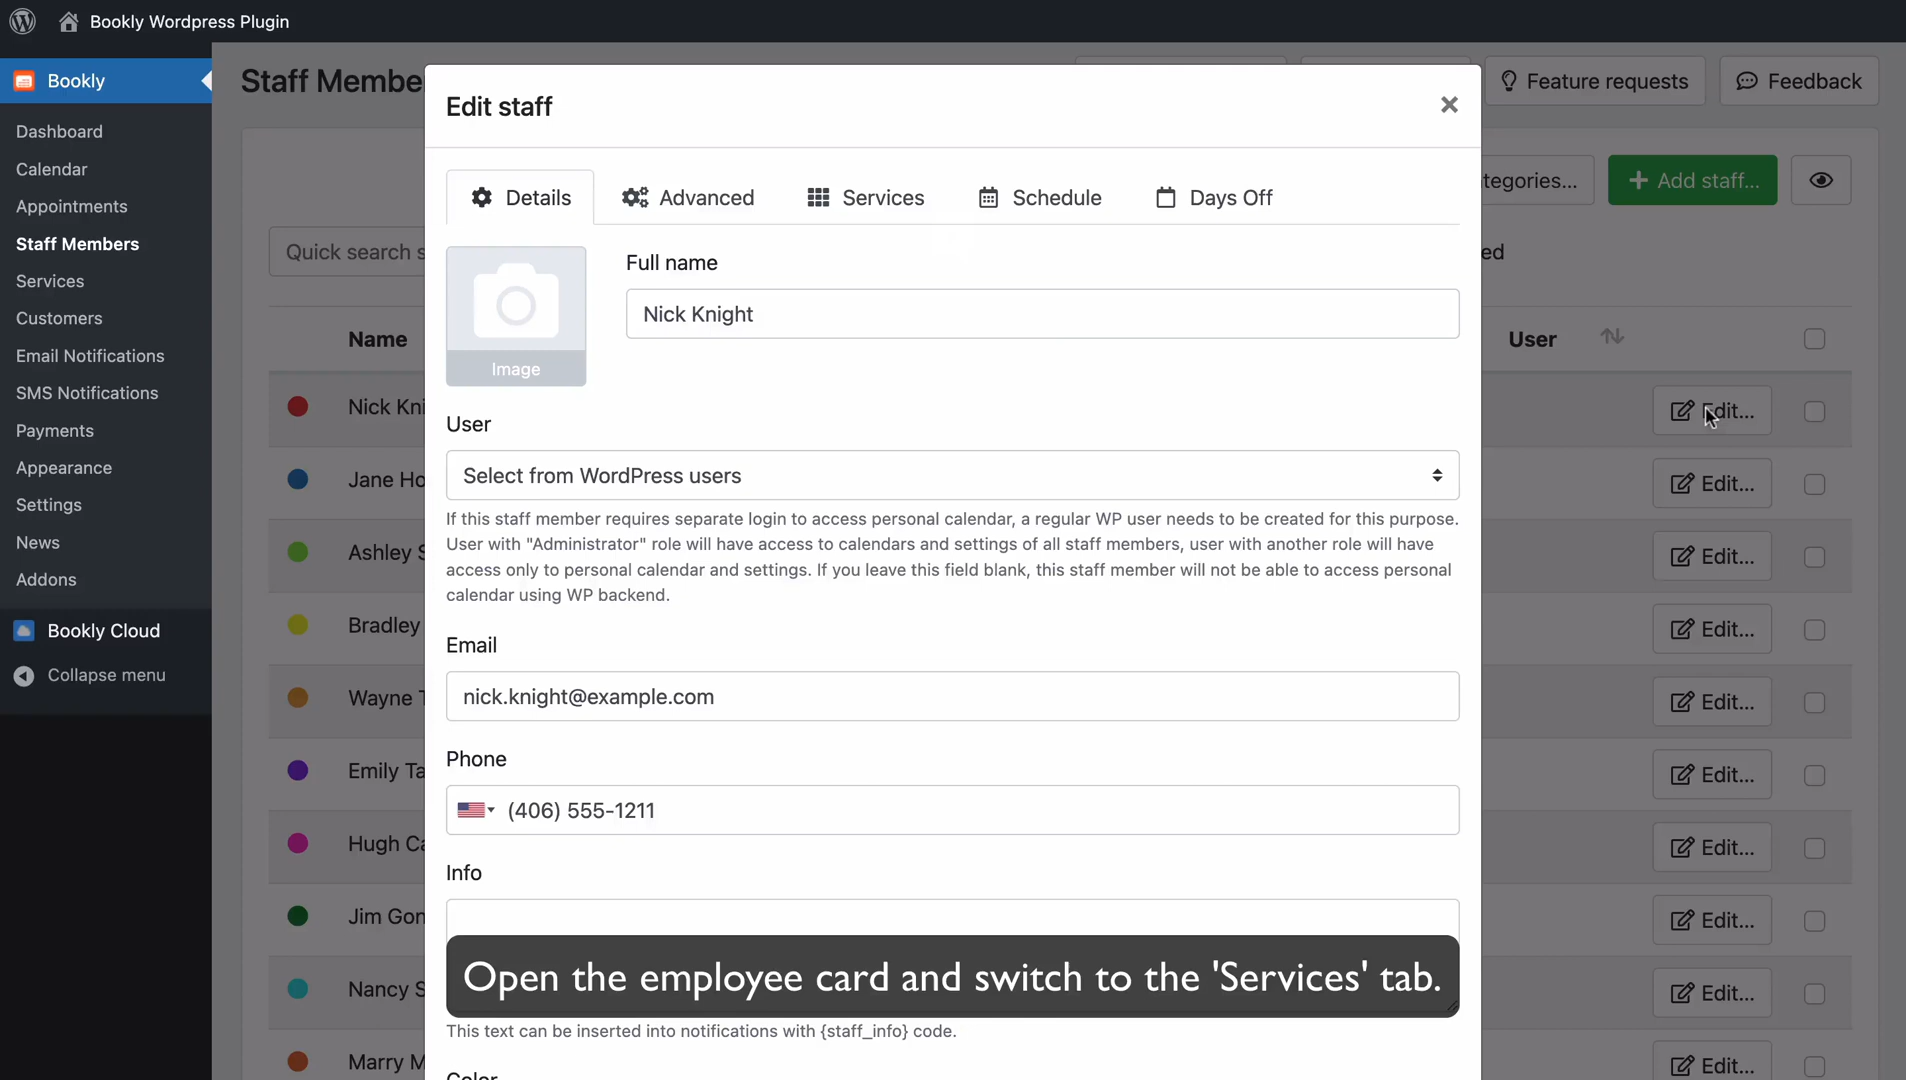 Bookly Wordpress Plugin
Bookly
Dashboard
Calendar
Appointments
Staff Members
Services
Customers
Email Notifications
SMS Notifications
Payments
Appearance
Settings
News
Addons
Bookly Cloud
Collapse menu
Staff Membe
Feature requests
Feedback
tegories...
+ Add staff...
Quick search s
ed
Name
User
Nick Kni
Edit...
Jane Ho
Edit...
Ashley S
Edit...
Bradley
Edit...
Wayne T
Edit...
Emily Ta
Edit...
Hugh Ca
Edit...
Jim Gon
Edit...
Nancy S
Edit...
Marry M
Edit...
Edit staff
×
Details
Advanced
Services
Schedule
Days Off
Image
Full name
Nick Knight
User
Select from WordPress users
If this staff member requires separate login to access personal calendar, a regular WP user needs to be created for this purpose.
User with "Administrator" role will have access to calendars and settings of all staff members, user with another role will have
access only to personal calendar and settings. If you leave this field blank, this staff member will not be able to access personal
calendar using WP backend.
Email
nick.knight@example.com
Phone
(406) 555-1211
Info
Open the employee card and switch to the 'Services' tab.
This text can be inserted into notifications with {staff_info} code.
Color